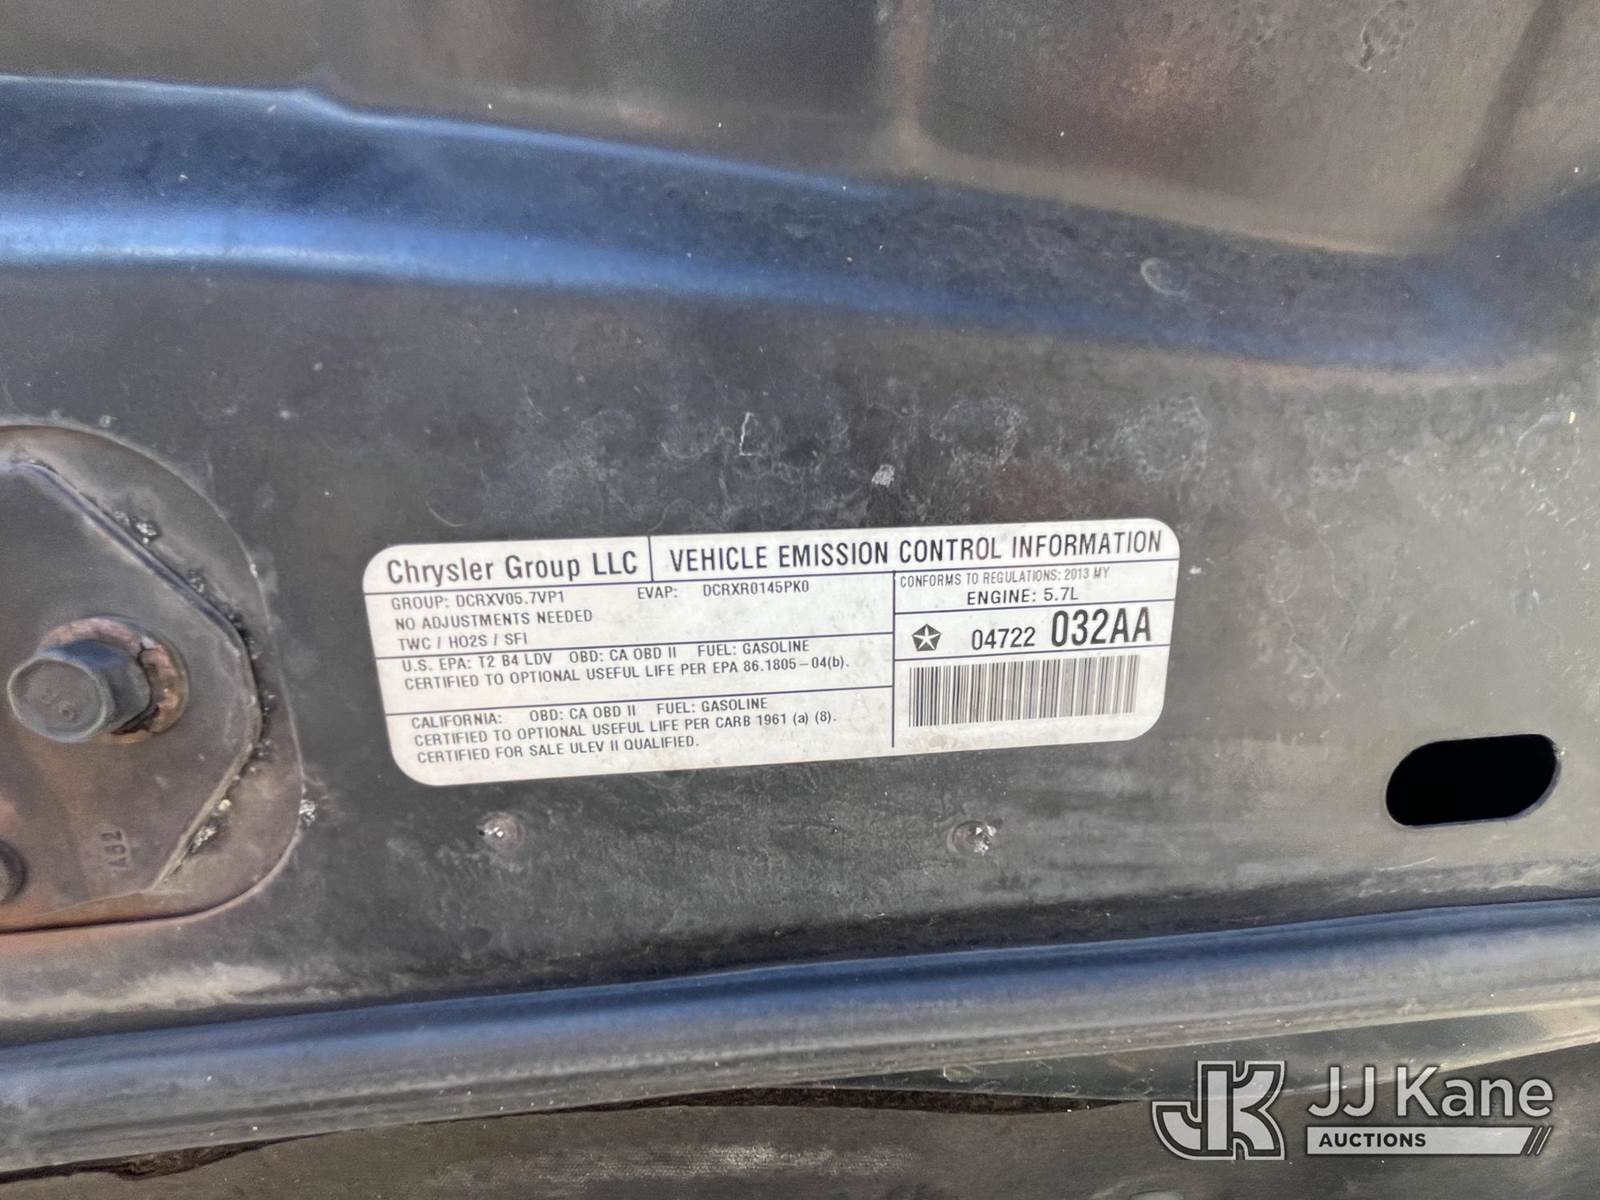 Chrysler Group LLC VEHICLE EMISSION CONTROL INFORMATION
GROUP: DCRXV05.7VP1 EVAP: DCRXR0145PK0
NO ADJUSTMENTS NEEDED
TWC / HO2S / SFI
CONFORMS TO REGULATIONS: 2013 MY
ENGINE: 5.7L
04722 032AA
U.S. EPA: T2 B4 LDV OBD: CA OBD II FUEL: GASOLINE
CERTIFIED TO OPTIONAL USEFUL LIFE PER EPA 86.1805-04(b).
CALIFORNIA: OBD: CA OBD II FUEL: GASOLINE
CERTIFIED TO OPTIONAL USEFUL LIFE PER CARB 1961 (a) (8).
CERTIFIED FOR SALE ULEV II QUALIFIED.
JK JJ Kane
AUCTIONS